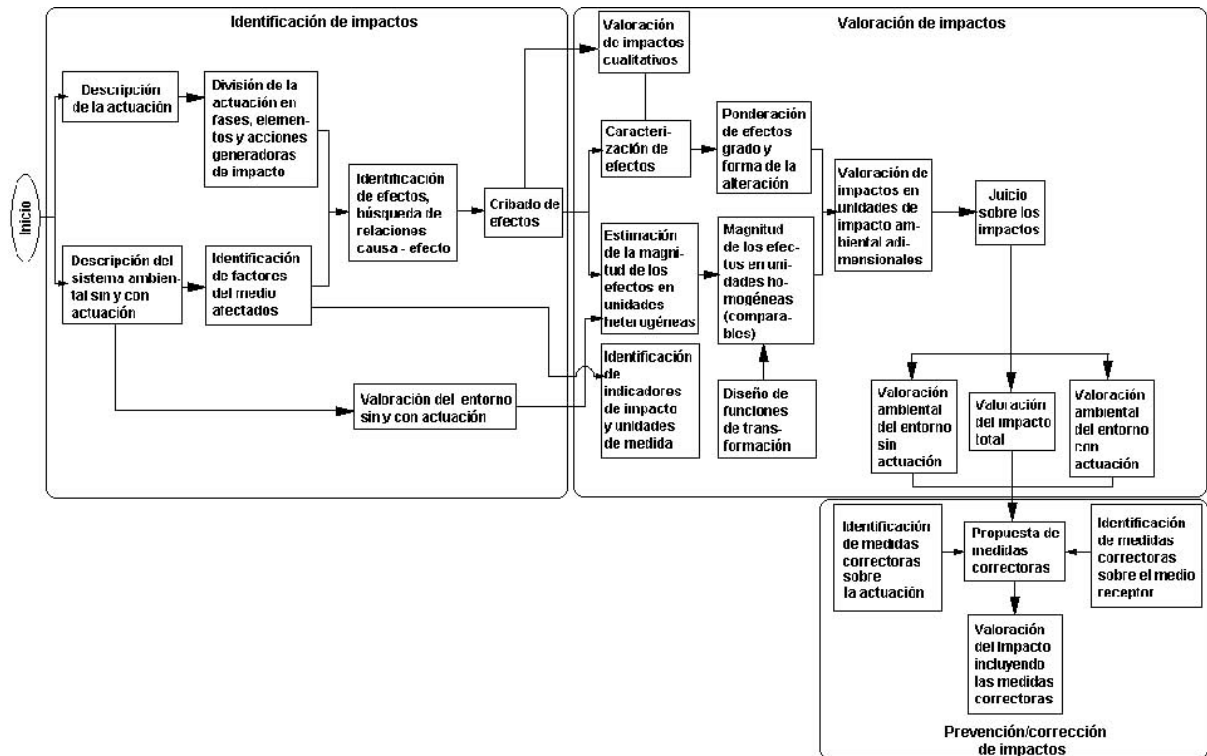 Identificación de impactos
Inicio
Descripción
de la actuación
División de la
actuación en
fases, elemen-
tos y acciones
generadoras
de impacto
Descripción del
sistema ambien-
tal sin y con
actuación
Identificación
de factores
del medio
afectados
Identificación
de efectos,
búsqueda de
relaciones
causa - efecto
Cribado de
efectos
Valoración del entorno
sin y con actuación
Valoración de impactos
Valoración
de impactos
cualitativos
Caracteri-
zación de
efectos
Ponderación
de efectos
grado y
forma de la
alteración
Estimación
de la magni-
tud de los
efectos en
unidades
heterogéneas
Magnitud
de los efec-
tos en uni-
dades ho-
mogéneas
(compara-
bles)
Identificación
de
indicadores
de impacto
y unidades
de medida
Diseño de
funciones
de trans-
formación
Valoración de
impactos en
unidades de
impacto am-
biental adi-
mensionales
Juicio
sobre los
impactos
Valoración
ambiental
del entorno
sin
actuación
Valoración
del impacto
total
Valoración
ambiental
del entorno
con
actuación
Identificación
de medidas
correctoras
sobre
la actuación
Propuesta de
medidas
correctoras
Identificación
de medidas
correctoras
sobre el medio
receptor
Valoración
del impacto
incluyendo
las medidas
correctoras
Prevención/corrección
de impactos